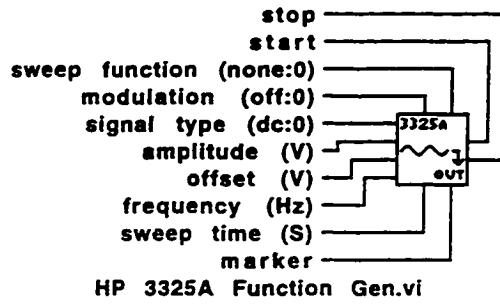 stop
start
sweep function (none:0)
modulation (off:0)
signal type (dc:0)
3325A
amplitude (V)
offset (V)
OUT
frequency (Hz)
sweep time (S)
marker
HP 3325A Function Gen.vi